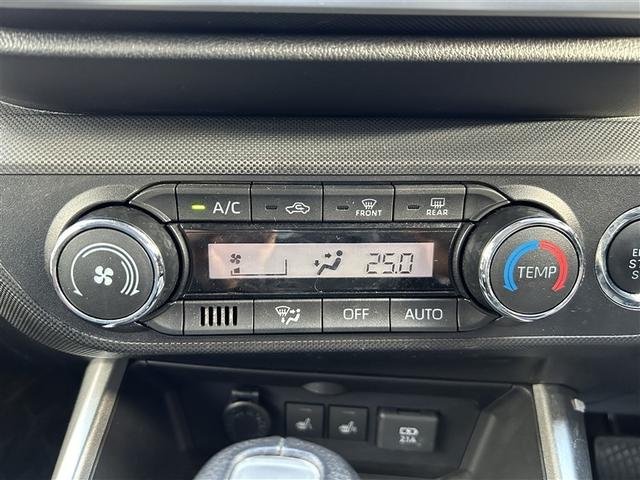 A/C
FRONT
REAR
25.0
TEMP
OFF
AUTO
2.1A